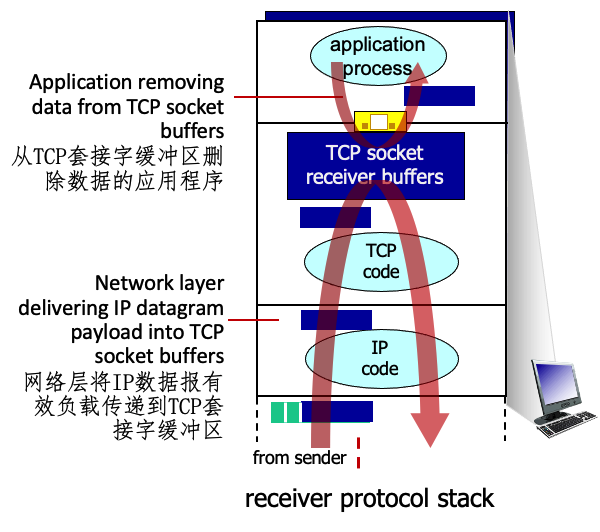 application
process
Application removing
data from TCP socket
buffers
从TCP套接字缓冲区删
除数据的应用程序
TCP socket
receiver buffers
TCP
code
Network layer
delivering IP datagram
payload into TCP
socket buffers
网络层将IP数据报有
效负载传递到TCP套
接字缓冲区
IP
code
from sender
receiver protocol stack